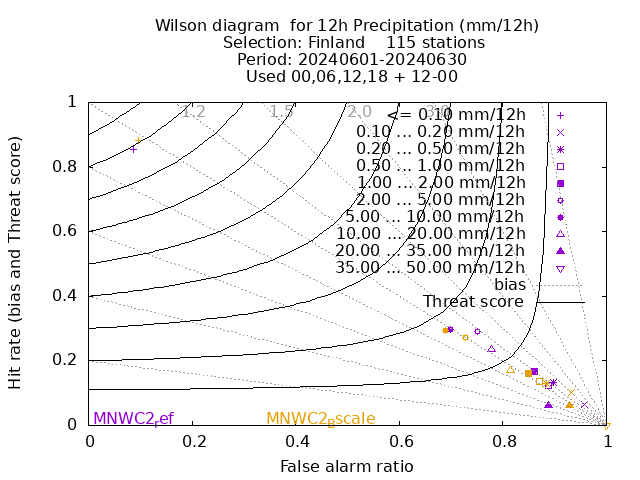 Wilson diagram  for 12h Precipitation (mm/12h)
Selection: Finland    115 stations
Period: 20240601-20240630
Used 00,06,12,18 + 12-00
Hit rate (bias and Threat score)
1
0.8
0.6
0.4
0.2
0
1.2 1.5 2.0 3.0
<= 0.10 mm/12h
0.10 ... 0.20 mm/12h
0.20 ... 0.50 mm/12h
0.50 ... 1.00 mm/12h
1.00 ... 2.00 mm/12h
2.00 ... 5.00 mm/12h
5.00 ... 10.00 mm/12h
10.00 ... 20.00 mm/12h
20.00 ... 35.00 mm/12h
35.00 ... 50.00 mm/12h
bias
Threat score
MNWC2,ef MNWC2Bscale
0 0.2 0.4 0.6 0.8 1
False alarm ratio